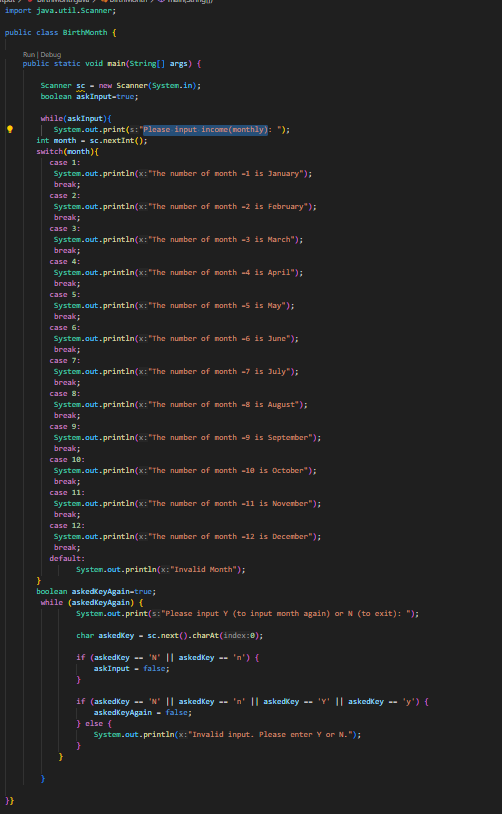 import java.util.Scanner;
public class BirthMonth {
Run | Debug
public static void main(String[] args) {
Scanner sc = new Scanner(System.in);
boolean askInput=true;
while(askInput){
System.out.print(s:"Please input income(monthly): ");
int month = sc.nextInt();
switch(month){
case 1:
System.out.println(x:"The number of month =1 is January");
break;
case 2:
System.out.println(x:"The number of month =2 is February");
break;
case 3:
System.out.println(x:"The number of month =3 is March");
break;
case 4:
System.out.println(x:"The number of month =4 is April");
break;
case 5:
System.out.println(x:"The number of month =5 is May");
break;
case 6:
System.out.println(x:"The number of month =6 is June");
break;
case 7:
System.out.println(x:"The number of month =7 is July");
break;
case 8:
System.out.println(x:"The number of month =8 is August");
break;
case 9:
System.out.println(x:"The number of month =9 is September");
break;
case 10:
System.out.println(x:"The number of month =10 is October");
break;
case 11:
System.out.println(x:"The number of month =11 is November");
break;
case 12:
System.out.println(x:"The number of month =12 is December");
break;
default:
System.out.println(x:"Invalid Month");
}
boolean askedKeyAgain=true;
while (askedKeyAgain) {
System.out.print(s:"Please input Y (to input month again) or N (to exit): ");
char askedKey = sc.next().charAt(index:0);
if (askedKey == 'N' || askedKey == 'n') {
askInput = false;
}
if (askedKey == 'N' || askedKey == 'n' || askedKey == 'Y' || askedKey == 'y') {
askedKeyAgain = false;
} else {
System.out.println(x:"Invalid input. Please enter Y or N.");
}
}
}
}}